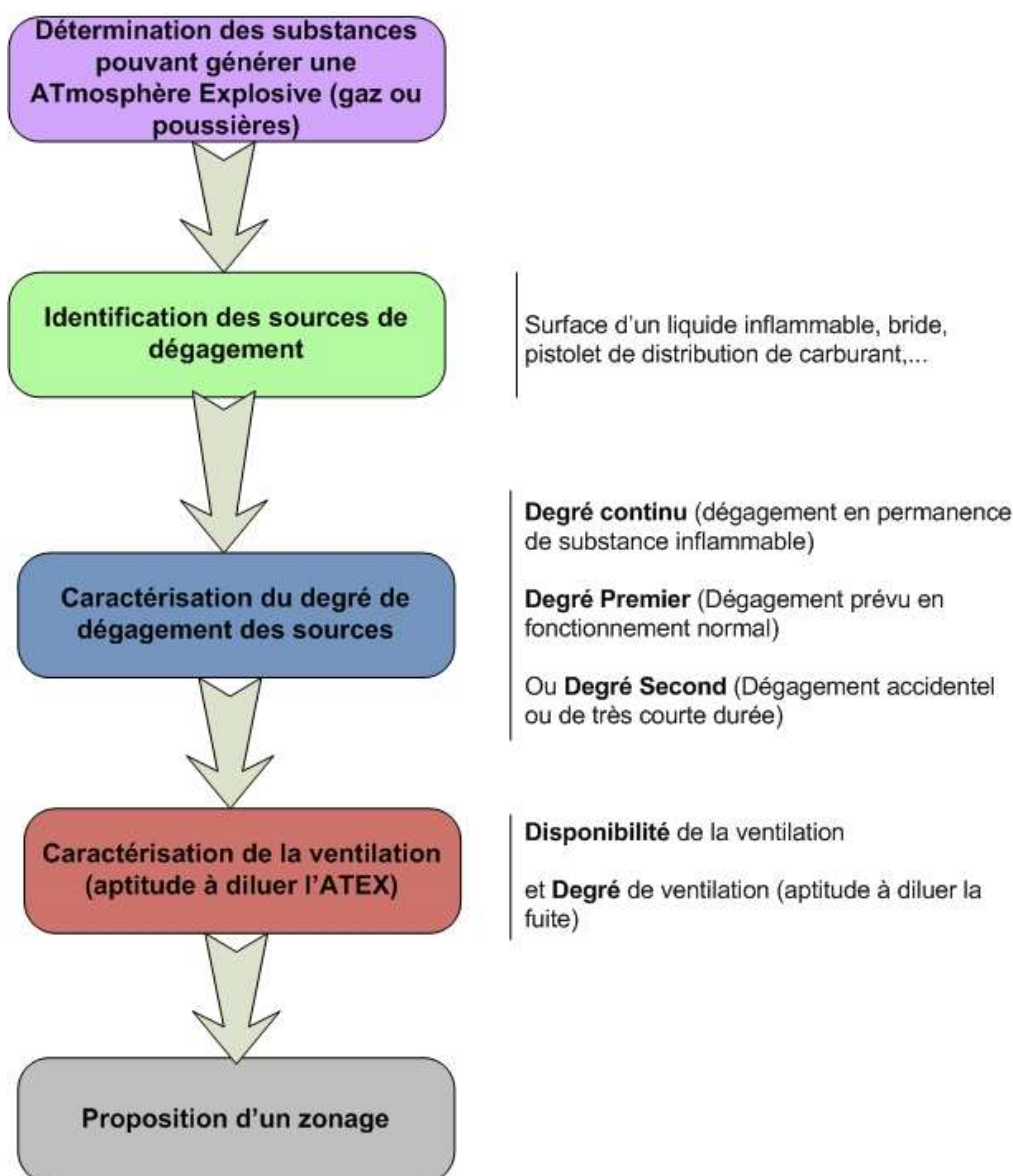 Détermination des substances
pouvant générer une
ATmosphère Explosive (gaz ou
poussières)
Identification des sources de
dégagement
Surface d'un liquide inflammable, bride,
pistolet de distribution de carburant,...
Caractérisation du degré de
dégagement des sources
Degré continu (dégagement en permanence
de substance inflammable)
Degré Premier (Dégagement prévu en
fonctionnement normal)
Ou Degré Second (Dégagement accidentel
ou de très courte durée)
Caractérisation de la ventilation
(aptitude à diluer l'ATEX)
Disponibilité de la ventilation
et Degré de ventilation (aptitude à diluer la
fuite)
Proposition d'un zonage